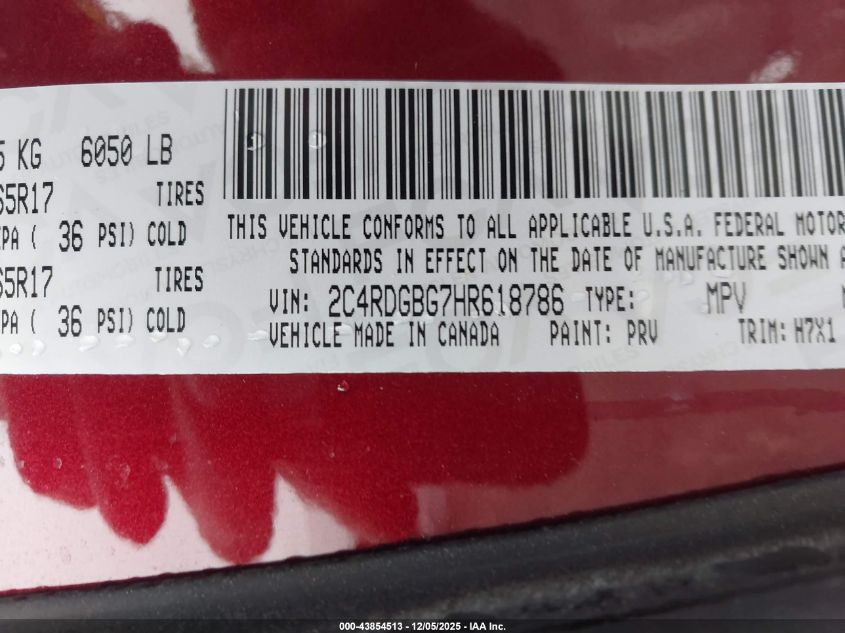 5 KG 6050 LB
65R17 TIRES
PA ( 36 PSI) COLD
65R17 TIRES
PA ( 36 PSI) COLD
THIS VEHICLE CONFORMS TO ALL APPLICABLE U.S.A. FEDERAL MOTOR
STANDARDS IN EFFECT ON THE DATE OF MANUFACTURE SHOWN A
VIN: 2C4RDGBG7HR618786 TYPE: MPV
VEHICLE MADE IN CANADA PAINT: PRV TRIM: H7X1
000-43854513 - 12/05/2025 - IAA Inc.